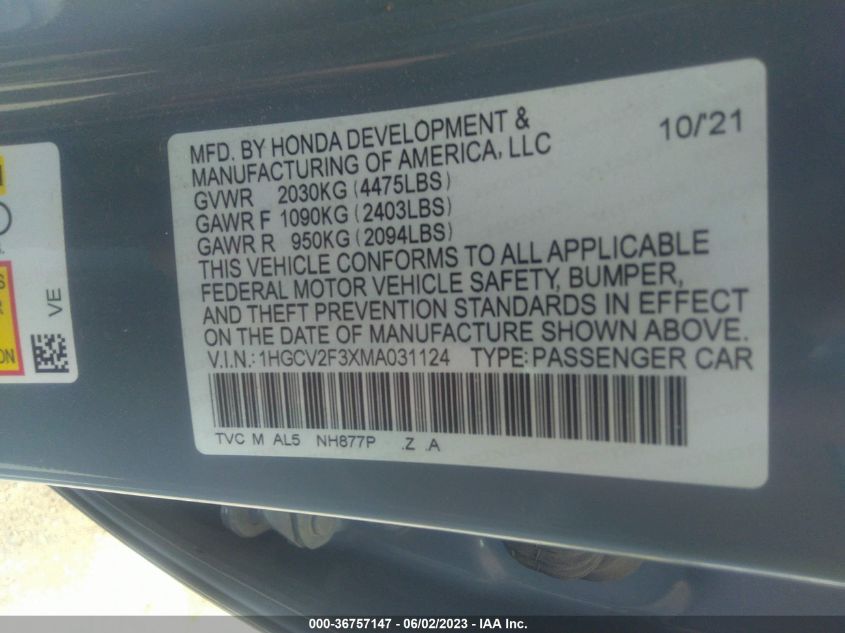 MFD. BY HONDA DEVELOPMENT & 10/'21
MANUFACTURING OF AMERICA, LLC
GVWR 2030KG (4475LBS)
GAWR F 1090KG (2403LBS)
GAWR R 950KG (2094LBS)
THIS VEHICLE CONFORMS TO ALL APPLICABLE
FEDERAL MOTOR VEHICLE SAFETY, BUMPER,
AND THEFT PREVENTION STANDARDS IN EFFECT
ON THE DATE OF MANUFACTURE SHOWN ABOVE.
V.I.N.: 1HGCV2F3XMA031124 TYPE: PASSENGER CAR
TVC M AL5 NH877P .Z .A
VE
ON
000-36757147 - 06/02/2023 - IAA Inc.